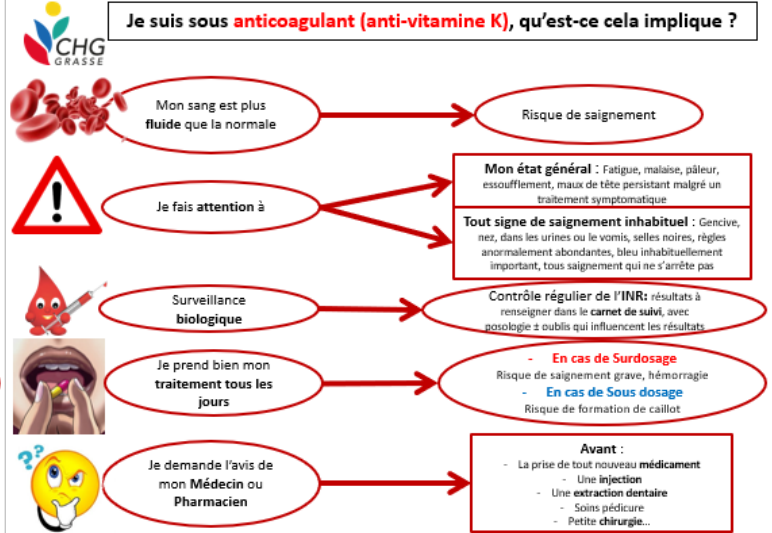 Je suis sous anticoagulant (anti-vitamine K), qu'est-ce cela implique ?
CHG
GRASSE
Mon sang est plus
fluide que la normale
Risque de saignement
Je fais attention à
Mon état général : Fatigue, malaise, pâleur,
essoufflement, maux de tête persistant malgré un
traitement symptomatique
Tout signe de saignement inhabituel : Gencive,
nez, dans les urines ou le vomis, selles noires, règles
anormalement abondantes, bleu inhabituellement
important, tous saignement qui ne s'arrête pas
Surveillance
biologique
Contrôle régulier de l'INR: résultats à
renseigner dans le carnet de suivi, avec
posologie ± oublis qui influencent les résultats
Je prend bien mon
traitement tous les
jours
- En cas de Surdosage
Risque de saignement grave, hémorragie
- En cas de Sous dosage
Risque de formation de caillot
??
Je demande l'avis de
mon Médecin ou
Pharmacien
Avant :
- La prise de tout nouveau médicament
- Une injection
- Une extraction dentaire
- Soins pédicure
- Petite chirurgie...